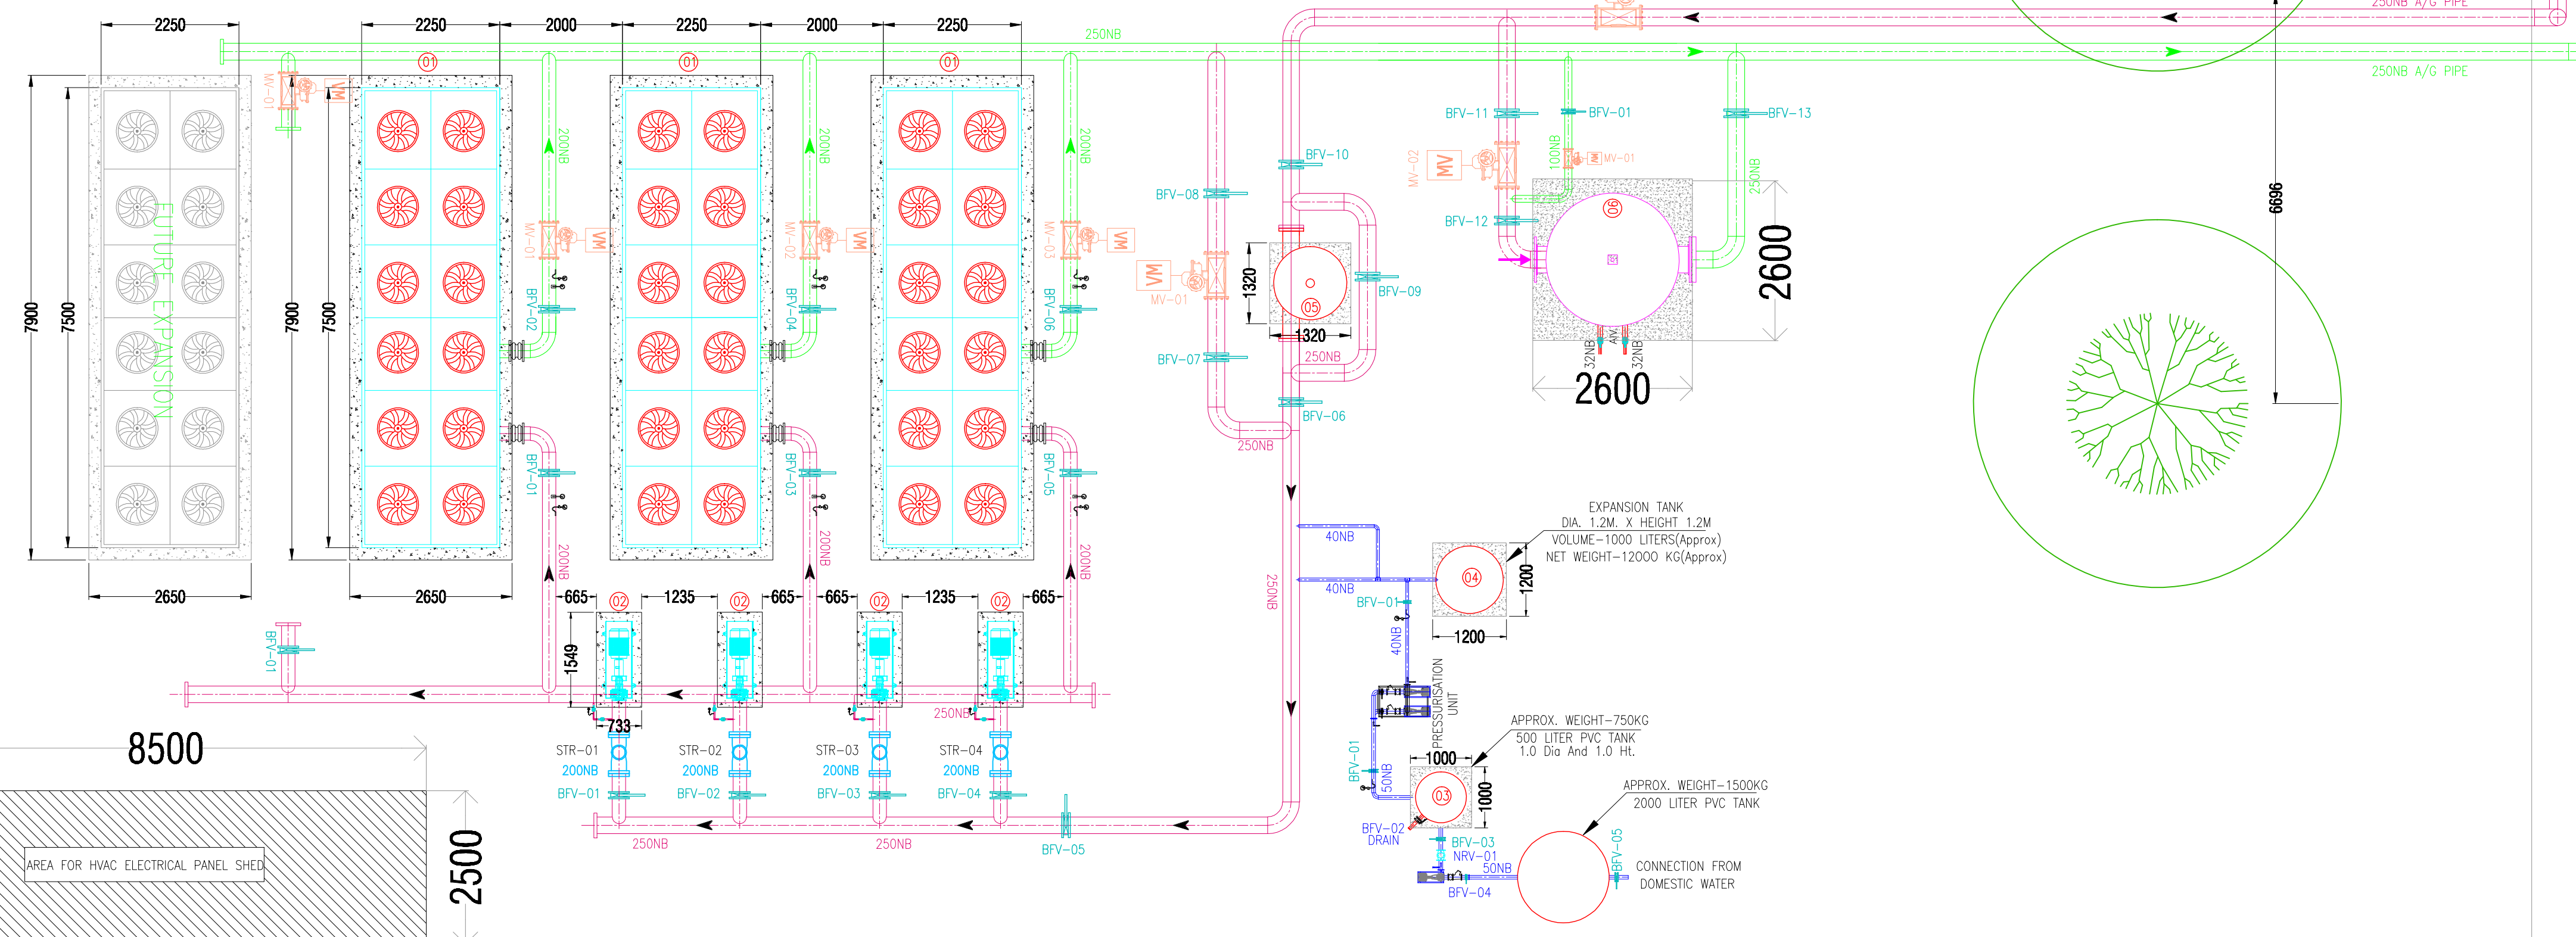 2250
2250
2000
2250
2000
2250
250NB A/G PIPE
250NB
250NB A/G PIPE
01
01
01
MV-01
VM
7900
7500
7900
7500
FUTURE EXPANSION
200NB
200NB
200NB
MV-01
VM
MV-02
VM
MV-03
VM
BFV-02
BFV-04
BFV-06
BFV-01
BFV-03
BFV-05
200NB
200NB
200NB
2650
2650
BFV-08
VM
MV-01
BFV-07
250NB
BFV-10
1320
05
1320
BFV-09
250NB
BFV-06
BFV-11
BFV-01
BFV-13
MV-02
MV
100NB
MV
MV-01
250NB
BFV-12
06
2600
32NB
AV.
32NB
2600
6696
EXPANSION TANK
DIA. 1.2M. X HEIGHT 1.2M
VOLUME-1000 LITERS(Approx)
NET WEIGHT-12000 KG(Approx)
40NB
40NB
04
1200
1200
BFV-01
40NB
250NB
665
02
1235
02
665
665
02
1235
02
665
1549
BFV-01
250NB
733
STR-01
STR-02
STR-03
STR-04
200NB
200NB
200NB
200NB
BFV-01
BFV-02
BFV-03
BFV-04
250NB
250NB
BFV-05
PRESSURISATION
UNIT
APPROX. WEIGHT-750KG
500 LITER PVC TANK
1.0 Dia And 1.0 Ht.
BFV-01
50NB
1000
03
1000
BFV-02
DRAIN
BFV-03
NRV-01
50NB
BFV-04
APPROX. WEIGHT-1500KG
2000 LITER PVC TANK
BFV-05
CONNECTION FROM
DOMESTIC WATER
8500
2500
AREA FOR HVAC ELECTRICAL PANEL SHED